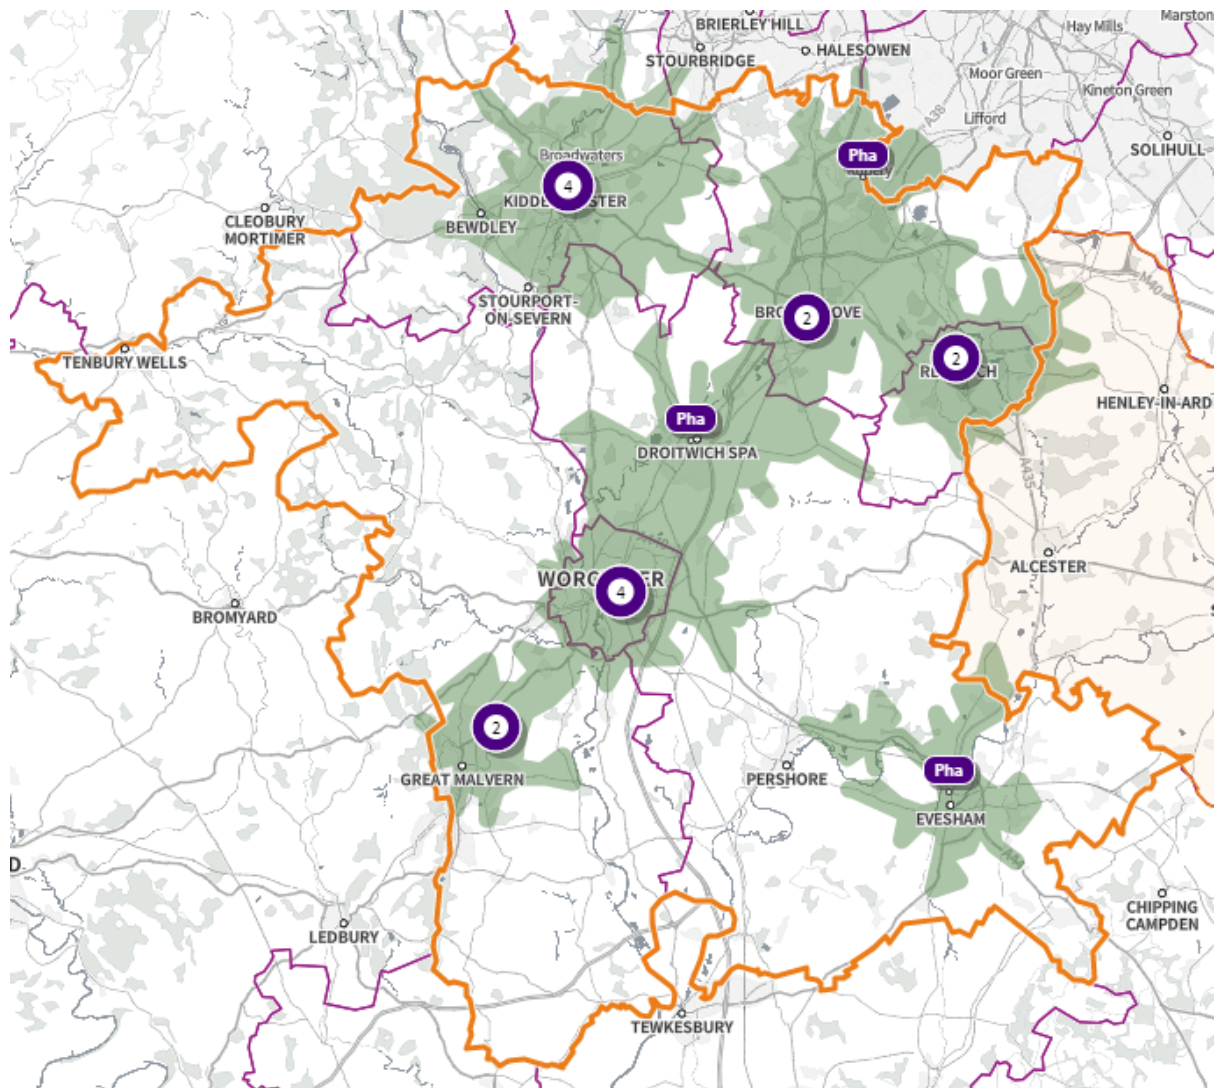 BRIERLEY HILL
Marston
Hay Mills
STOURBRIDGE
HALESOWEN
Moor Green
Kineton Green
A38
Lifford
SOLIHULL
Broadwaters
Pha
4
CLEOBURY
MORTIMER
BEWDLEY
STOURPORT-
ON-SEVERN
2
TENBURY WELLS
2
HENLEY-IN-ARD
Pha
DROITWICH SPA
A435
ALCESTER
4
BROMYARD
2
GREAT MALVERN
PERSHORE
Pha
EVESHAM
D
LEDBURY
CHIPPING
CAMPDEN
TEWKESBURY